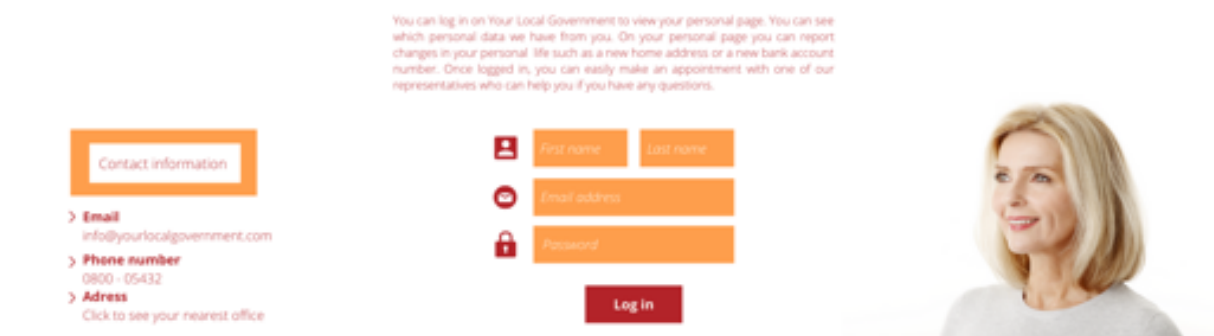 You can log in on Your Local Government to view your personal page. You can see
which personal data we have from you. On your personal page you can report
changes in your personal life such as a new home address or a new bank account
number. Once logged in, you can easily make an appointment with one of our
representatives who can help you if you have any questions.
Contact information
Email
info@yourlocalgovernment.com
Phone number
0800 - 05432
Adress
Click to see your nearest office
First name
Last name
Email address
Password
Log in